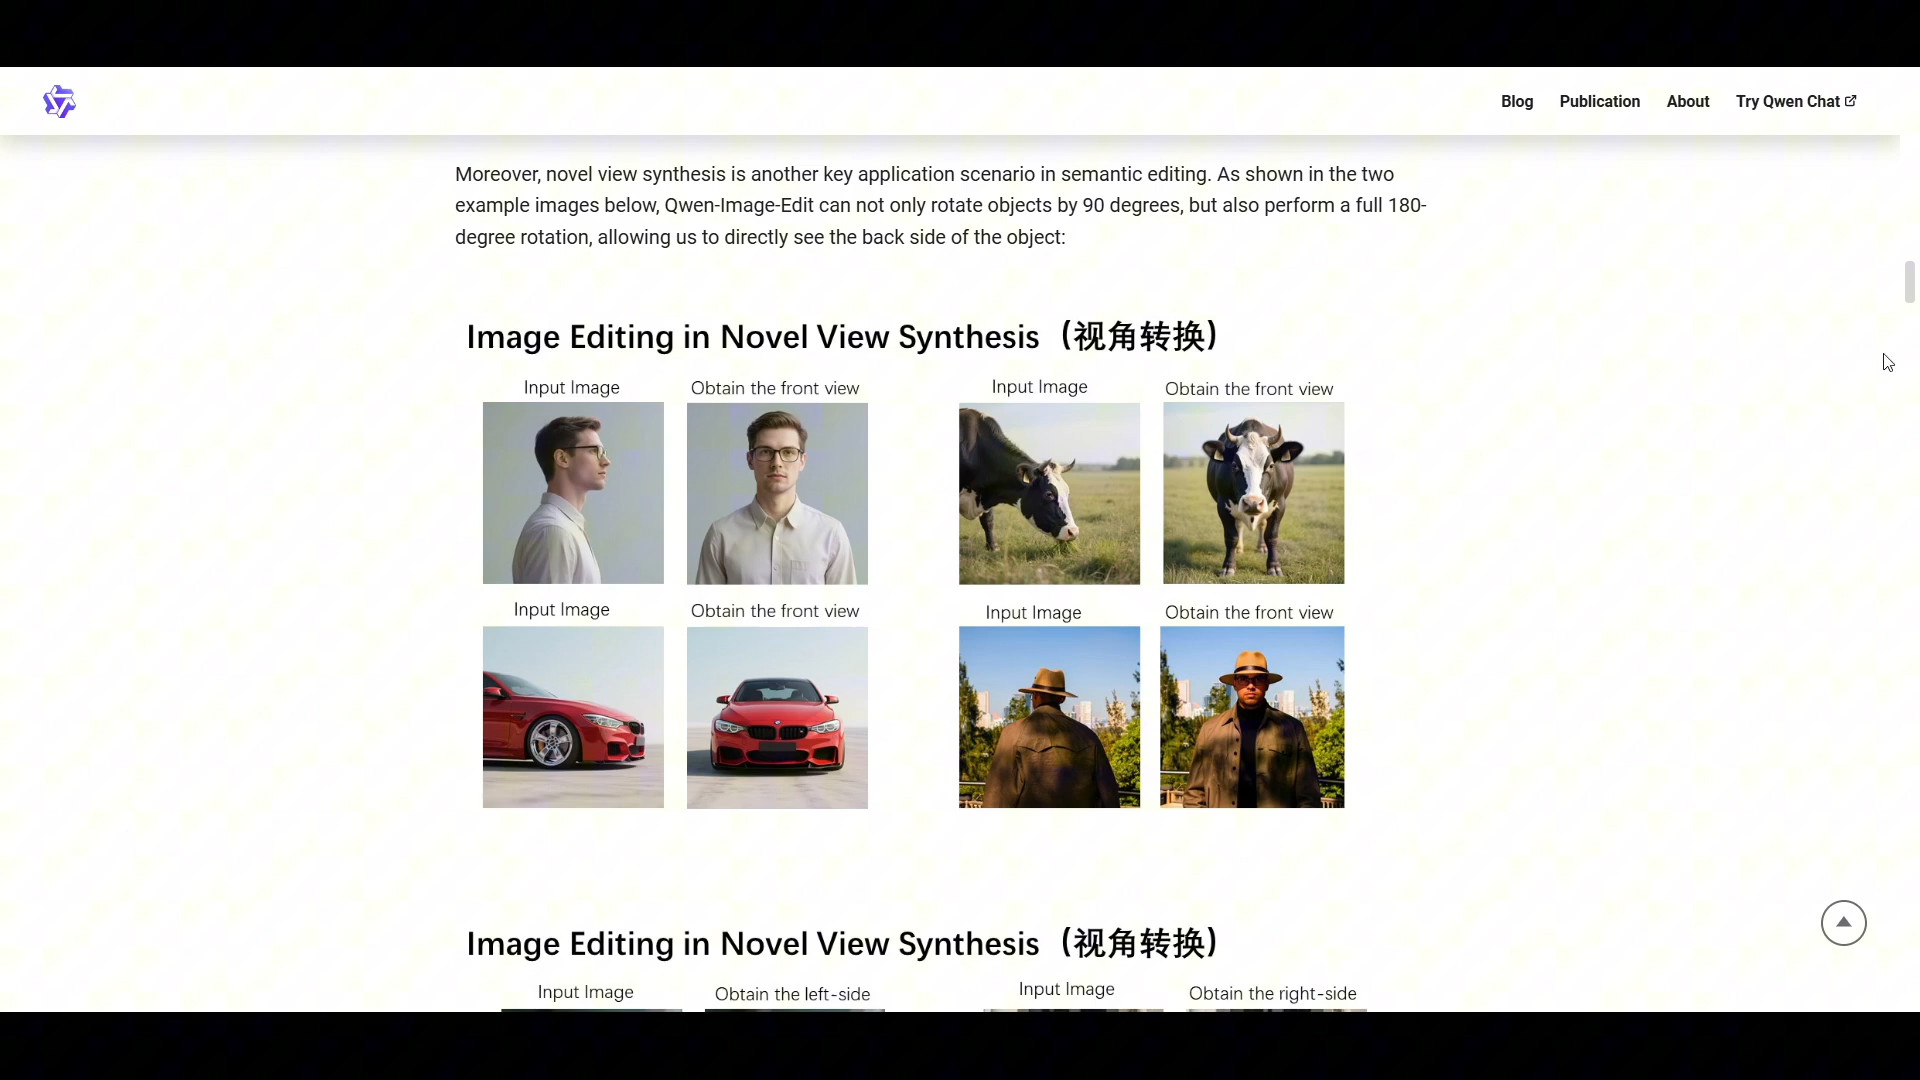 Blog Publication About Try Qwen Chat
Moreover, novel view synthesis is another key application scenario in semantic editing. As shown in the two
example images below, Qwen-Image-Edit can not only rotate objects by 90 degrees, but also perform a full 180-
degree rotation, allowing us to directly see the back side of the object:
Image Editing in Novel View Synthesis（视角转换）
Input Image Obtain the front view Input Image Obtain the front view
Input Image Obtain the front view Input Image Obtain the front view
Image Editing in Novel View Synthesis（视角转换）
Input Image Obtain the left-side Input Image Obtain the right-side